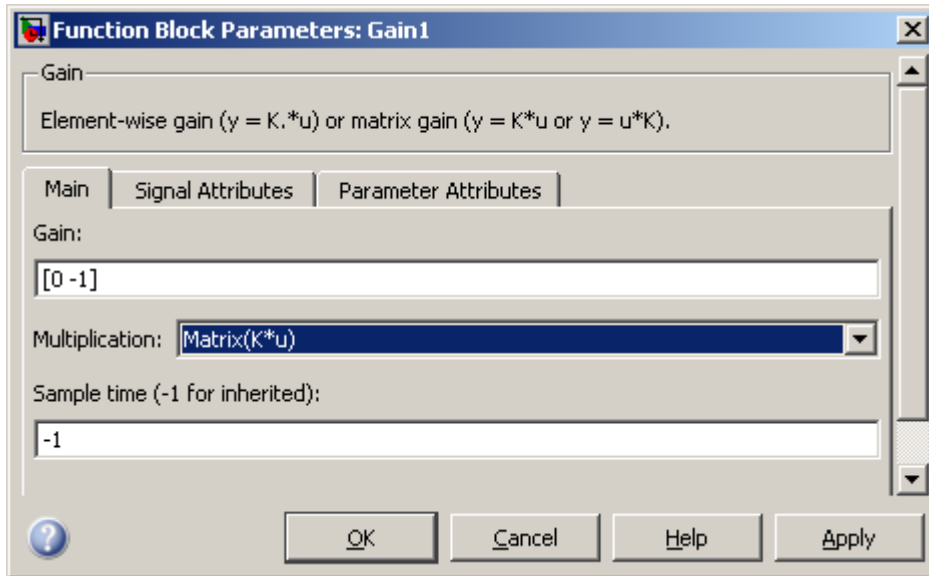 Function Block Parameters: Gain1
Gain
Element-wise gain (y = K.*u) or matrix gain (y = K*u or y = u*K).
Main Signal Attributes Parameter Attributes
Gain:
[0 -1]
Multiplication: Matrix(K*u)
Sample time (-1 for inherited):
-1
? OK Cancel Help Apply